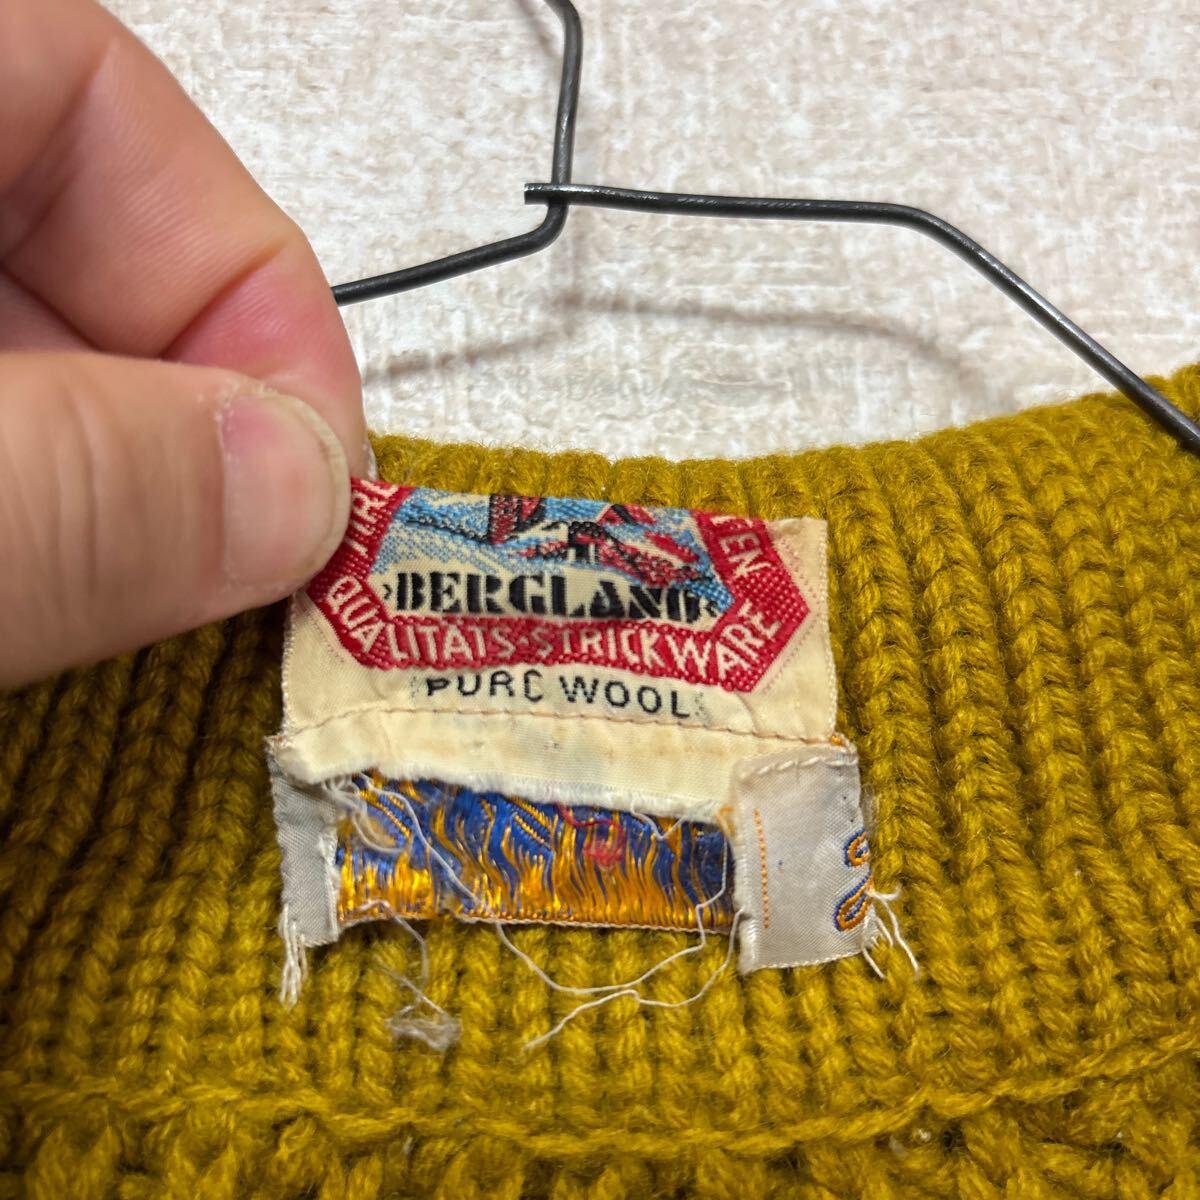 ›BERGLAND‹
QUALITÄTS-STRICKWARE
PURE WOOL